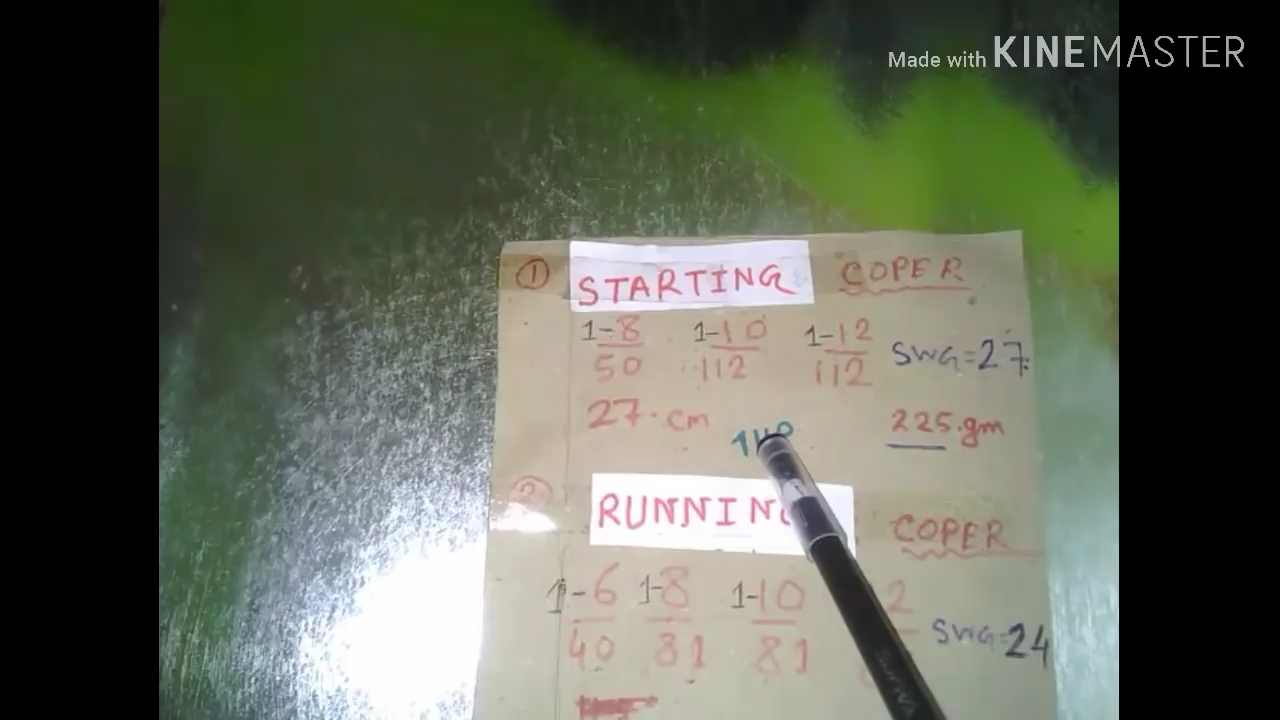 Made with KINEMASTER
① STARTING COPER
1-8 1-10 1-12 SWG=27
50 112 112
27.cm 225.gm
② RUNNING COPER
1-6 1-8 1-10 2 SWG=24
40 81 81